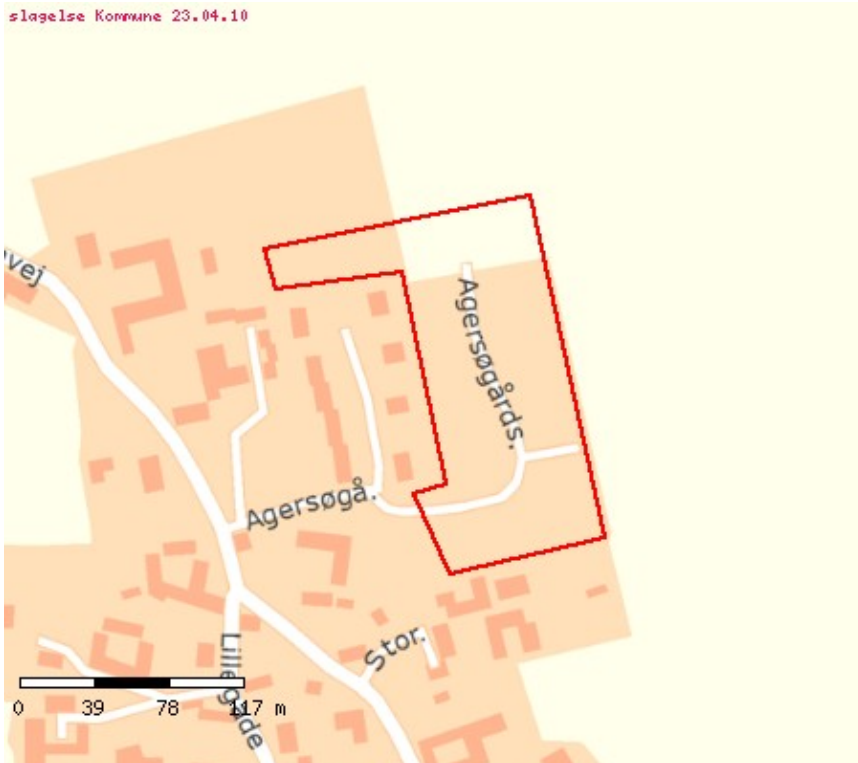 slagelse Kommune 23.04.10
vej
Agersøgårds.
Agersøgå.
Stor.
Lillegade
0 39 78 117 m